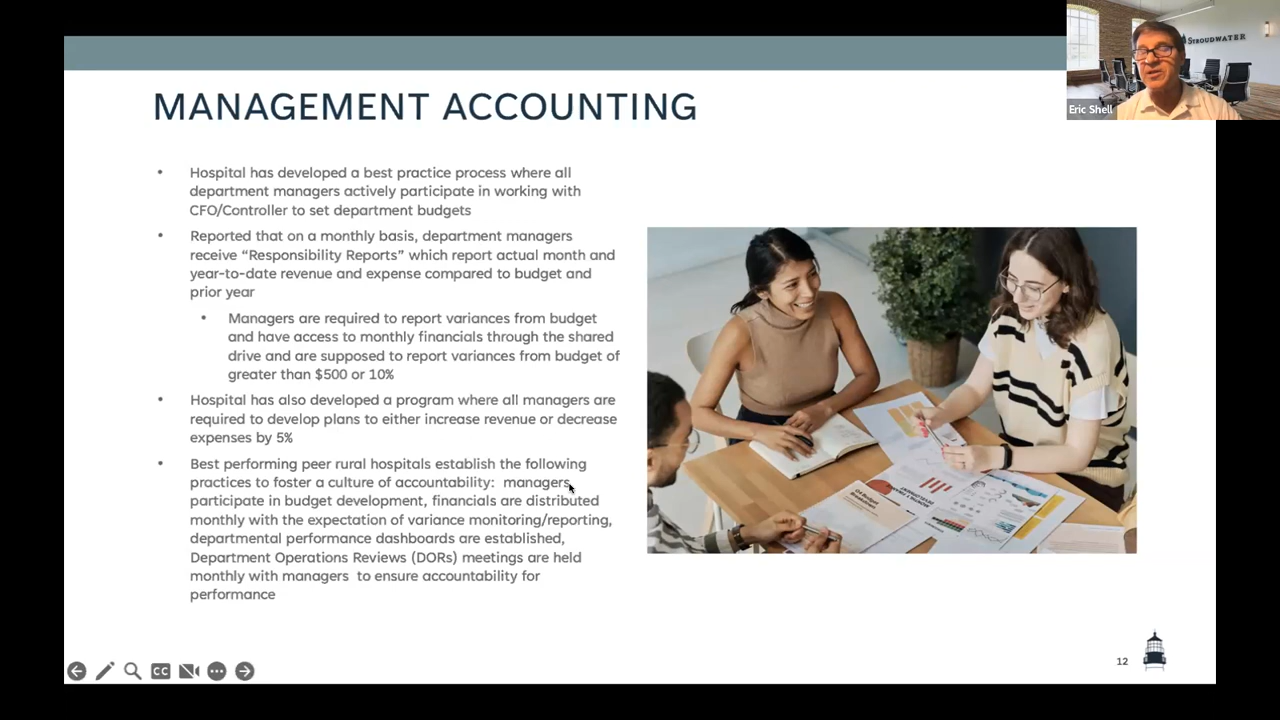 STROUDWATER
Eric Shell
MANAGEMENT ACCOUNTING
• Hospital has developed a best practice process where all
department managers actively participate in working with
CFO/Controller to set department budgets
• Reported that on a monthly basis, department managers
receive “Responsibility Reports” which report actual month and
year-to-date revenue and expense compared to budget and
prior year
• Managers are required to report variances from budget
and have access to monthly financials through the shared
drive and are supposed to report variances from budget of
greater than $500 or 10%
• Hospital has also developed a program where all managers are
required to develop plans to either increase revenue or decrease
expenses by 5%
• Best performing peer rural hospitals establish the following
practices to foster a culture of accountability:  managers
participate in budget development, financials are distributed
monthly with the expectation of variance monitoring/reporting,
departmental performance dashboards are established,
Department Operations Reviews (DORs) meetings are held
monthly with managers  to ensure accountability for
performance
12
CC